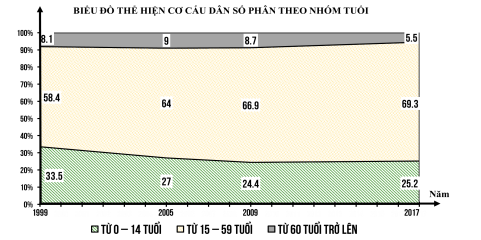 BIỂU ĐỒ THỂ HIỆN CƠ CẤU DÂN SỐ PHÂN THEO NHÓM TUỔI
100%
90%
80%
70%
60%
50%
40%
30%
20%
10%
0%
8.1 9 8.7 5.5
58.4 64 66.9 69.3
33.5 27 24.4 25.2
Năm
1999 2005 2009 2017
TỪ 0 – 14 TUỔI TỪ 15 – 59 TUỔI TỪ 60 TUỔI TRỞ LÊN